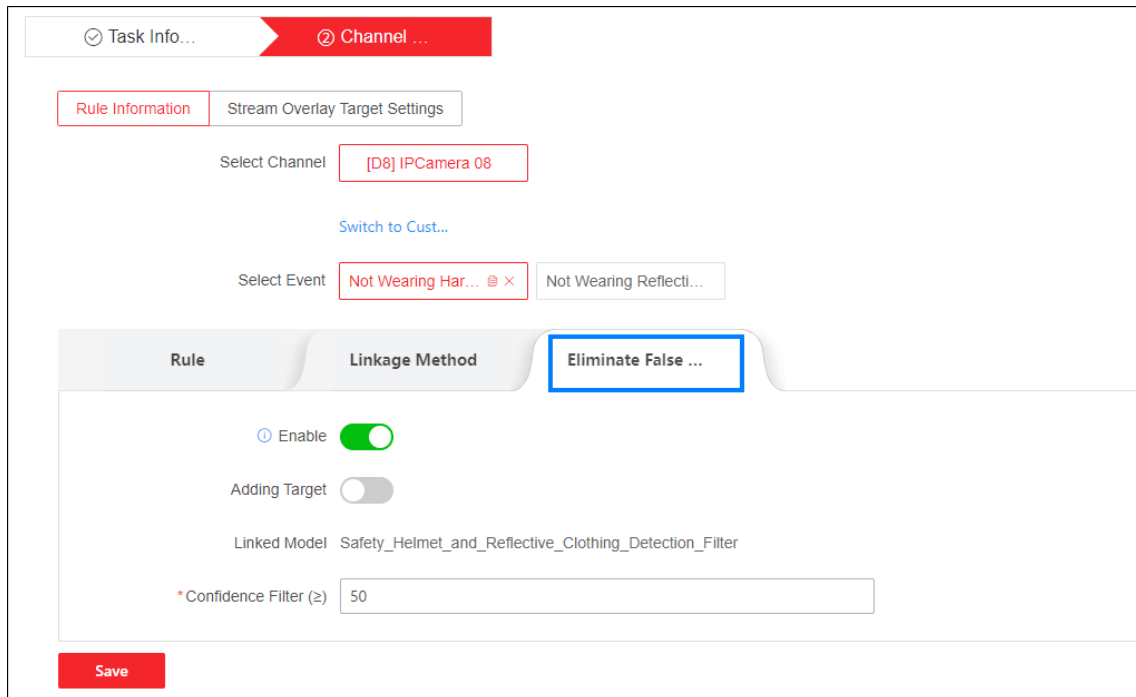 Task Info...
② Channel ...
Rule Information
Stream Overlay Target Settings
Select Channel
[D8] IPCamera 08
Switch to Cust...
Select Event
Not Wearing Har...
Not Wearing Reflecti...
Rule
Linkage Method
Eliminate False ...
Enable
Adding Target
Linked Model
Safety_Helmet_and_Reflective_Clothing_Detection_Filter
*Confidence Filter (≥)
50
Save